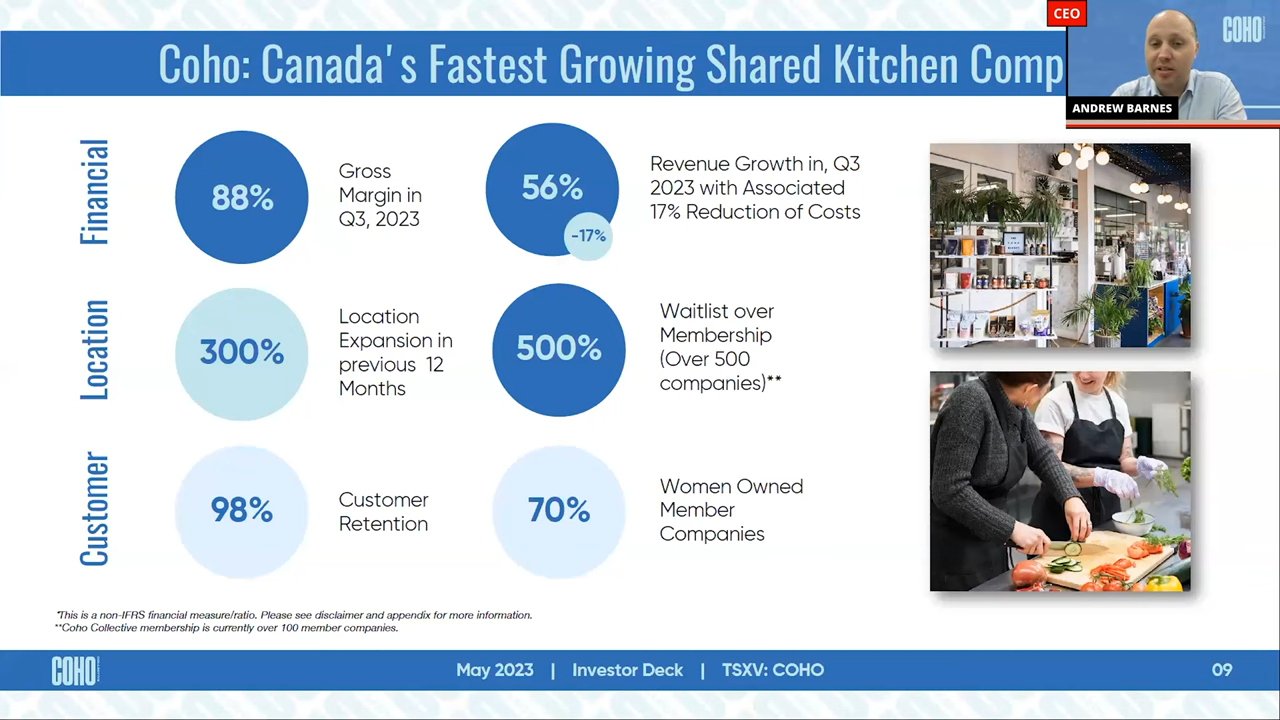 CEO
COHO
Coho: Canada's Fastest Growing Shared Kitchen Comp
ANDREW BARNES
Financial
88%
Gross
Margin in
Q3, 2023
56%
-17%
Revenue Growth in, Q3
2023 with Associated
17% Reduction of Costs
Location
300%
Location
Expansion in
previous 12
Months
500%
Waitlist over
Membership
(Over 500
companies)**
Customer
98%
Customer
Retention
70%
Women Owned
Member
Companies
*This is a non-IFRS financial measure/ratio. Please see disclaimer and appendix for more information.
**Coho Collective membership is currently over 100 member companies.
COHO
May 2023 | Investor Deck | TSXV: COHO
09